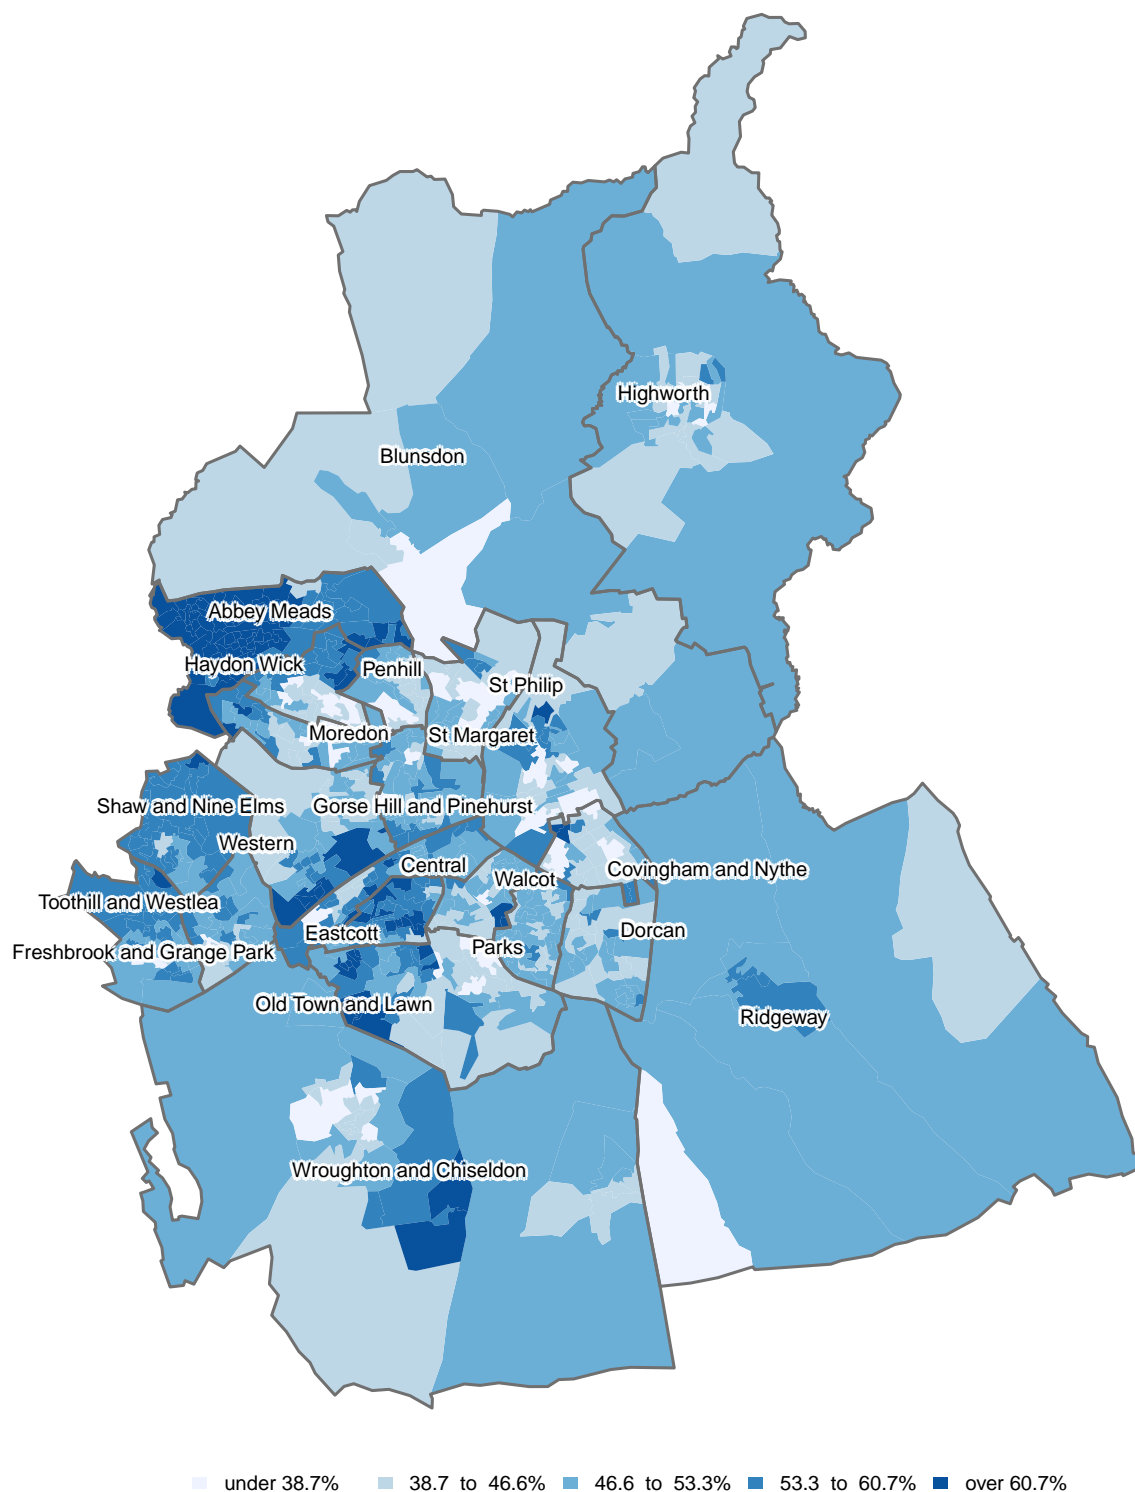 Highworth
Blunsdon
Abbey Meads
Haydon Wick
Penhill
St Philip
Moredon
St Margaret
Shaw and Nine Elms
Gorse Hill and Pinehurst
Western
Central
Covingham and Nythe
Walcot
Toothill and Westlea
Eastcott
Dorcan
Parks
Freshbrook and Grange Park
Old Town and Lawn
Ridgeway
Wroughton and Chiseldon
under 38.7% 38.7 to 46.6% 46.6 to 53.3% 53.3 to 60.7% over 60.7%